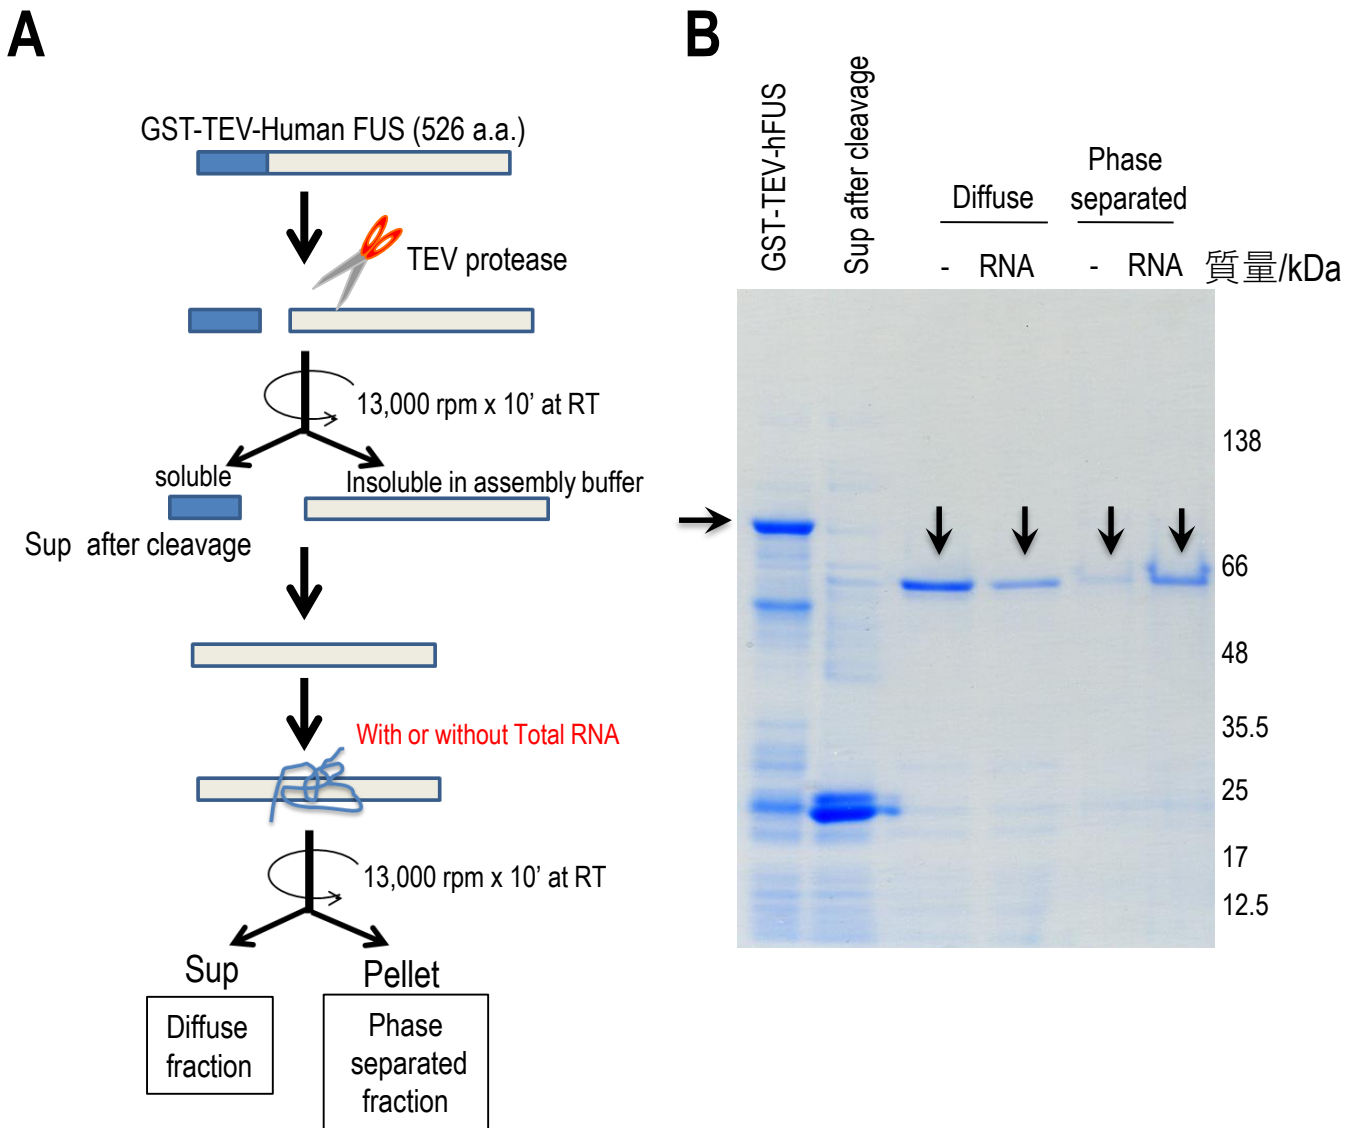 A
GST-TEV-Human FUS (526 a.a.)
TEV protease
13,000 rpm x 10’ at RT
soluble
Insoluble in assembly buffer
Sup after cleavage
With or without Total RNA
13,000 rpm x 10’ at RT
Sup
Pellet
Diffuse
fraction
Phase
separated
fraction
B
GST-TEV-hFUS
Sup after cleavage
Diffuse
Phase
separated
- RNA - RNA 質量/kDa
138
66
48
35.5
25
17
12.5